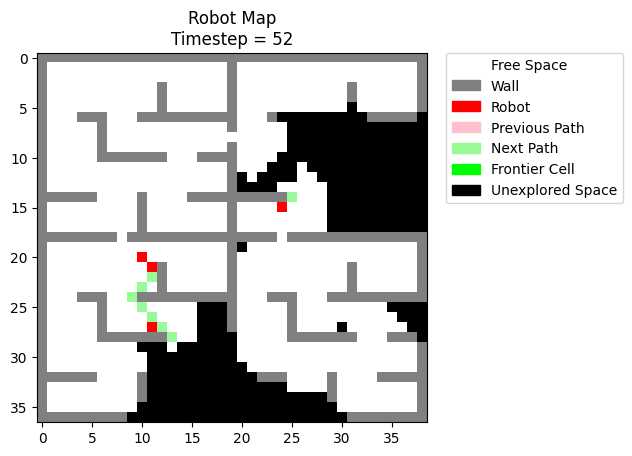 Robot Map
Timestep = 52
Free Space
Wall
Robot
Previous Path
Next Path
Frontier Cell
Unexplored Space
0
5
10
15
20
25
30
35
0
5
10
15
20
25
30
35